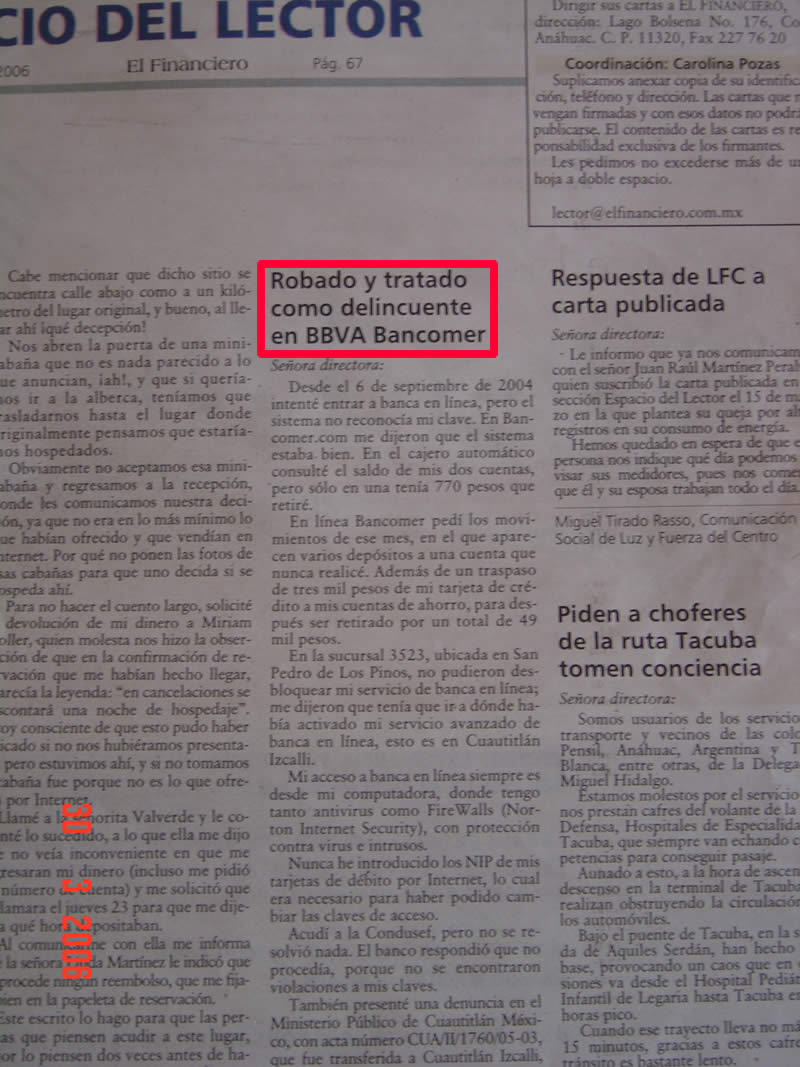 CIO DEL LECTOR
2006
El Financiero
Pág. 67
Dirigir sus cartas a EL FINANCIERO,
dirección: Lago Bolsena No. 176, Co
Anáhuac. C. P. 11320, Fax 227 76 20
Coordinación: Carolina Pozas
Suplicamos anexar copia de su identifica
ción, teléfono y dirección. Las cartas que n
vengan firmadas y con esos datos no podrá
publicarse. El contenido de las cartas es re
ponsabilidad exclusiva de los firmantes.
Les pedimos no excederse más de un
hoja a doble espacio.
lector@elfinanciero.com.mx
Cabe mencionar que dicho sitio se
ncuentra calle abajo como a un kiló-
metro del lugar original, y bueno, al lle-
ar ahí ¡qué decepción!
Nos abren la puerta de una mini-
abaña que no es nada parecido a lo
ue anuncian, ¡ah!, y que si quería-
nos ir a la alberca, teníamos que
rasladarnos hasta el lugar donde
riginalmente pensamos que estaría-
nos hospedados.
Obviamente no aceptamos esa mini-
abaña y regresamos a la recepción,
onde les comunicamos nuestra deci-
ión, ya que no era en lo más mínimo lo
ue habían ofrecido y que vendían en
nternet. Por qué no ponen las fotos de
sas cabañas para que uno decida si se
ospeda ahí.
Para no hacer el cuento largo, solicité
devolución de mi dinero a Miriam
oller, quien molesta nos hizo la obser-
ción de que en la confirmación de re-
vación que me habían hecho llegar,
arecía la leyenda: "en cancelaciones se
scontará una noche de hospedaje".
oy consciente de que esto pudo haber
icado si no nos hubiéramos presenta-
pero estuvimos ahí, y si no tomamos
abaña fue porque no es lo que ofre-
por Internet.
Llamé a la señorita Valverde y le co-
nté lo sucedido, a lo que ella me dijo
e no veía inconveniente en que me
gresaran mi dinero (incluso me pidió
número cuenta) y me solicitó que
lamara el jueves 23 para que me dije-
a qué hora depositaban.
Al comunicarme con ella me informa
e la señora Martínez le indicó que
procede ningún reembolso, que me fija-
bien en la papeleta de reservación.
Este escrito lo hago para que las per-
as que piensen acudir a este lugar,
or lo piensen dos veces antes de ha-
30 3 2006
Robado y tratado
como delincuente
en BBVA Bancomer
Señora directora:
Desde el 6 de septiembre de 2004
intenté entrar a banca en línea, pero el
sistema no reconocía mi clave. En Ban-
comer.com me dijeron que el sistema
estaba bien. En el cajero automático
consulté el saldo de mis dos cuentas,
pero sólo en una tenía 770 pesos que
retiré.
En línea Bancomer pedí los movi-
mientos de ese mes, en el que apare-
cen varios depósitos a una cuenta que
nunca realicé. Además de un traspaso
de tres mil pesos de mi tarjeta de cré-
dito a mis cuentas de ahorro, para des-
pués ser retirado por un total de 49
mil pesos.
En la sucursal 3523, ubicada en San
Pedro de Los Pinos, no pudieron des-
bloquear mi servicio de banca en línea;
me dijeron que tenía que ir a dónde ha-
bía activado mi servicio avanzado de
banca en línea, esto es en Cuautitlán
Izcalli.
Mi acceso a banca en línea siempre es
desde mi computadora, donde tengo
tanto antivirus como FireWalls (Nor-
ton Internet Security), con protección
contra virus e intrusos.
Nunca he introducido los NIP de mis
tarjetas de débito por Internet, lo cual
era necesario para haber podido cam-
biar las claves de acceso.
Acudí a la Condusef, pero no se re-
solvió nada. El banco respondió que no
procedía, porque no se encontraron
violaciones a mis claves.
También presenté una denuncia en el
Ministerio Público de Cuautitlán Méxi-
co, con acta número CUA/II/1760/05-03,
que fue transferida a Cuautitlán Izcalli,
Respuesta de LFC a
carta publicada
Señora directora:
Le informo que ya nos comunicam
con el señor Juan Raúl Martínez Peral
quien suscribió la carta publicada en
sección Espacio del Lector el 15 de ma
zo en la que plantea su queja por al
registros en su consumo de energía.
Hemos quedado en espera de que e
persona nos indique qué día podemos
visar sus medidores, pues nos come
que él y su esposa trabajan todo el día.
Miguel Tirado Rasso, Comunicación
Social de Luz y Fuerza del Centro
Piden a choferes
de la ruta Tacuba
tomen conciencia
Señora directora:
Somos usuarios de los servicio
transporte y vecinos de las colo
Pensil, Anáhuac, Argentina y T
Blanca, entre otras, de la Delega
Miguel Hidalgo.
Estamos molestos por el servicio
nos prestan cafres del volante de la
Defensa, Hospitales de Especialida
Tacuba, que siempre van echando c
petencias para conseguir pasaje.
Aunado a esto, a la hora de ascen
descenso en la terminal de Tacuba
realizan obstruyendo la circulación
los automóviles.
Bajo el puente de Tacuba, en la s
da de Aquiles Serdán, han hecho
base, provocando un caos que en
siones va desde el Hospital Pediát
Infantil de Legaria hasta Tacuba en
horas pico.
Cuando ese trayecto lleva no má
15 minutos, gracias a estos cafre
tránsito es bastante lento.